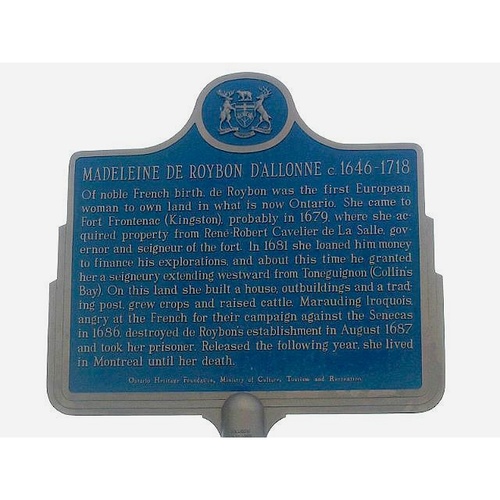 MADELEINE DE ROYBON D'ALLONNE c. 1646-1718
Of noble French birth, de Roybon was the first European
woman to own land in what is now Ontario. She came to
Fort Frontenac (Kingston), probably in 1679, where she ac-
quired property from René-Robert Cavelier de La Salle, gov-
ernor and seigneur of the fort. In 1681 she loaned him money
to finance his explorations, and about this time he granted
her a seigneury extending westward from Toneguignon (Collin's
Bay). On this land she built a house, outbuildings and a trad-
ing post, grew crops and raised cattle. Marauding Iroquois,
angry at the French for their campaign against the Senecas
in 1686, destroyed de Roybon's establishment in August 1687
and took her prisoner. Released the following year, she lived
in Montreal until her death.
Ontario Heritage Foundation, Ministry of Culture, Tourism and Recreation